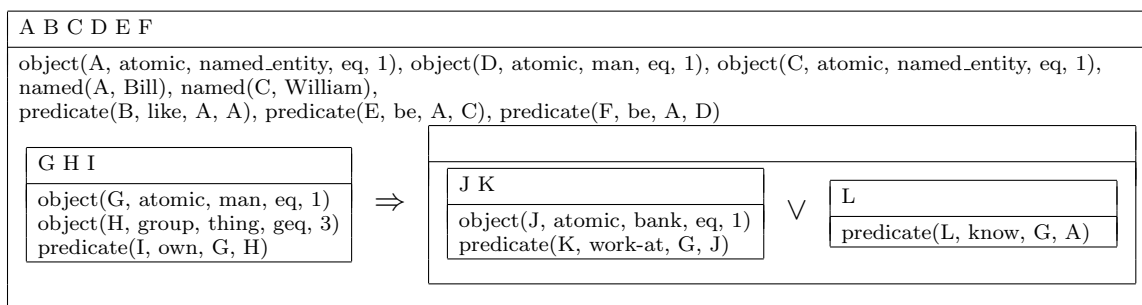 A B C D E F
object(A, atomic, named_entity, eq, 1), object(D, atomic, man, eq, 1), object(C, atomic, named_entity, eq, 1),
named(A, Bill), named(C, William),
predicate(B, like, A, A), predicate(E, be, A, C), predicate(F, be, A, D)
G H I
object(G, atomic, man, eq, 1)
object(H, group, thing, geq, 3)
predicate(I, own, G, H)
⇒
J K
object(J, atomic, bank, eq, 1)
predicate(K, work-at, G, J)
∨
L
predicate(L, know, G, A)